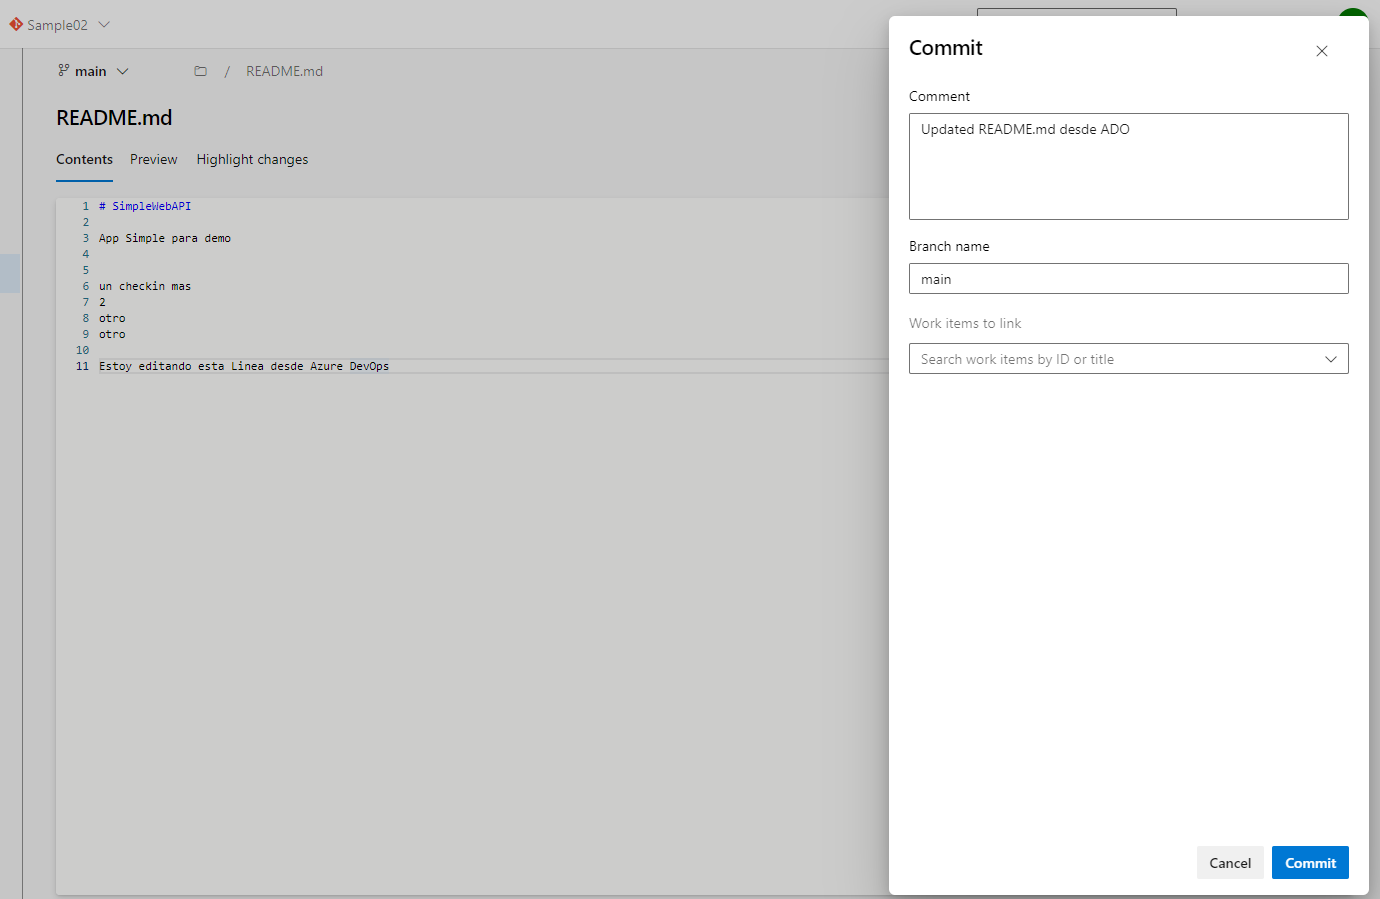 Sample02
main / README.md
README.md
Contents Preview Highlight changes
1 # SimpleWebAPI
2
3 App Simple para demo
4
5
6 un checkin mas
7 2
8 otro
9 otro
10
11 Estoy editando esta Linea desde Azure DevOps
Commit
Comment
Updated README.md desde ADO
Branch name
main
Work items to link
Search work items by ID or title
Cancel Commit